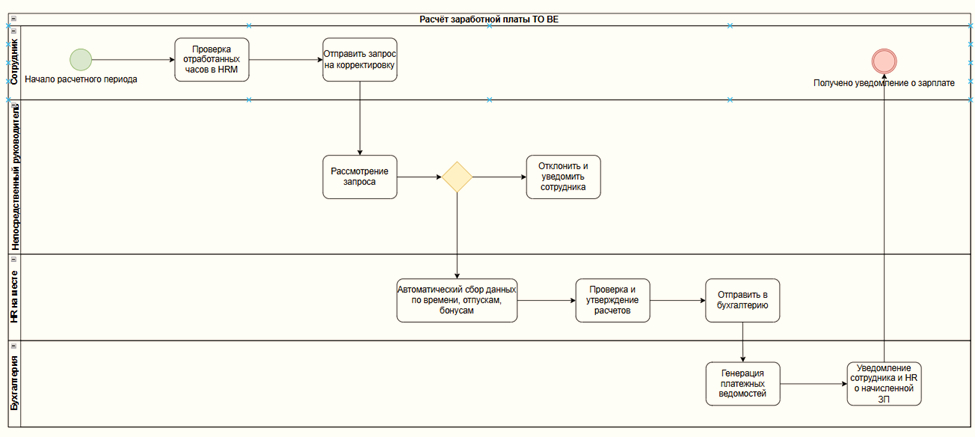 Расчёт заработной платы TO BE
Сотрудник
Начало расчетного периода
Проверка
отработанных
часов в HRM
Отправить запрос
на корректировку
Получено уведомление о зарплате
Непосредственный руководитель
Рассмотрение
запроса
Отклонить и
уведомить
сотрудника
HR на месте
Автоматический сбор данных
по времени, отпускам,
бонусам
Проверка и
утверждение
расчетов
Отправить в
бухгалтерию
Бухгалтерия
Генерация
платежных
ведомостей
Уведомление
сотрудника и HR
о начисленной
ЗП